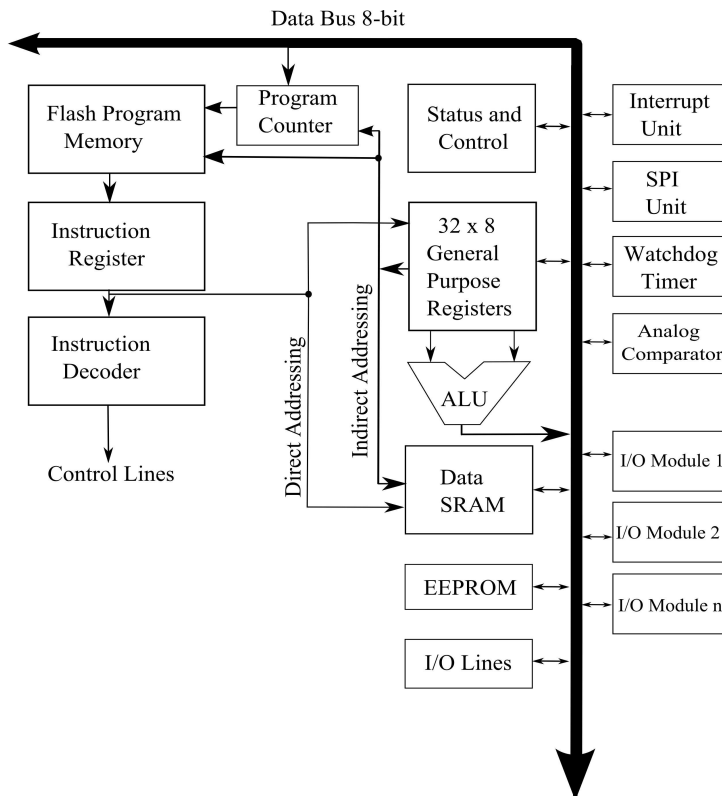 Data Bus 8-bit
Flash Program
Memory
Program
Counter
Status and
Control
Interrupt
Unit
SPI
Unit
Instruction
Register
32 x 8
General
Purpose
Registers
Watchdog
Timer
Instruction
Decoder
Analog
Comparator
ALU
Direct Addressing
Indirect Addressing
Control Lines
Data
SRAM
I/O Module 1
I/O Module 2
EEPROM
I/O Module n
I/O Lines